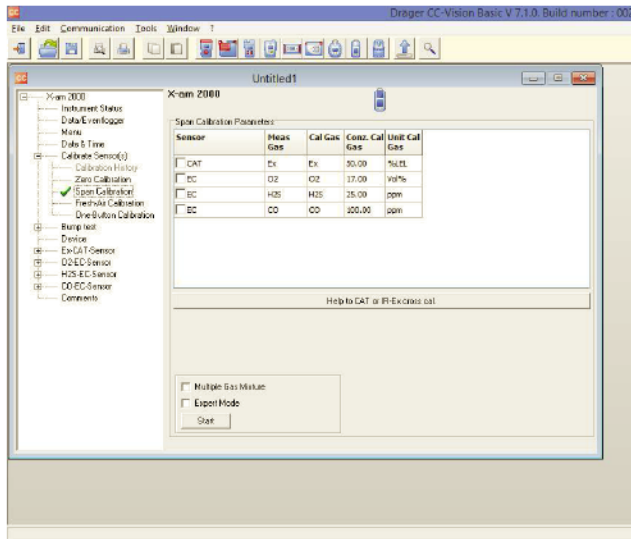 Dräger CC-Vision Basic V 7.1.0. Build number : 002
File Edit Communication Tools Window ?
Untitled1
X-am 2000
Instrument Status
Data/Eventlogger
Menu
Date & Time
Calibrate Sensor(s)
Calibration History
Zero Calibration
Span Calibration
Fresh-Air Calibration
One-Button Calibration
Bump test
Device
Ex-CAT-Sensor
O2-EC-Sensor
H2S-EC-Sensor
CO-EC-Sensor
Comments
X-am 2000
Span Calibration Parameters
Sensor Meas Gas Cal Gas Conz. Cal Gas Unit Cal Gas
CAT Ex Ex 50.00 %LEL
EC O2 O2 17.00 Vol%
EC H2S H2S 25.00 ppm
EC CO CO 100.00 ppm
Help to CAT or IR-Ex cross cal.
Multiple Gas Mixture
Expert Mode
Start